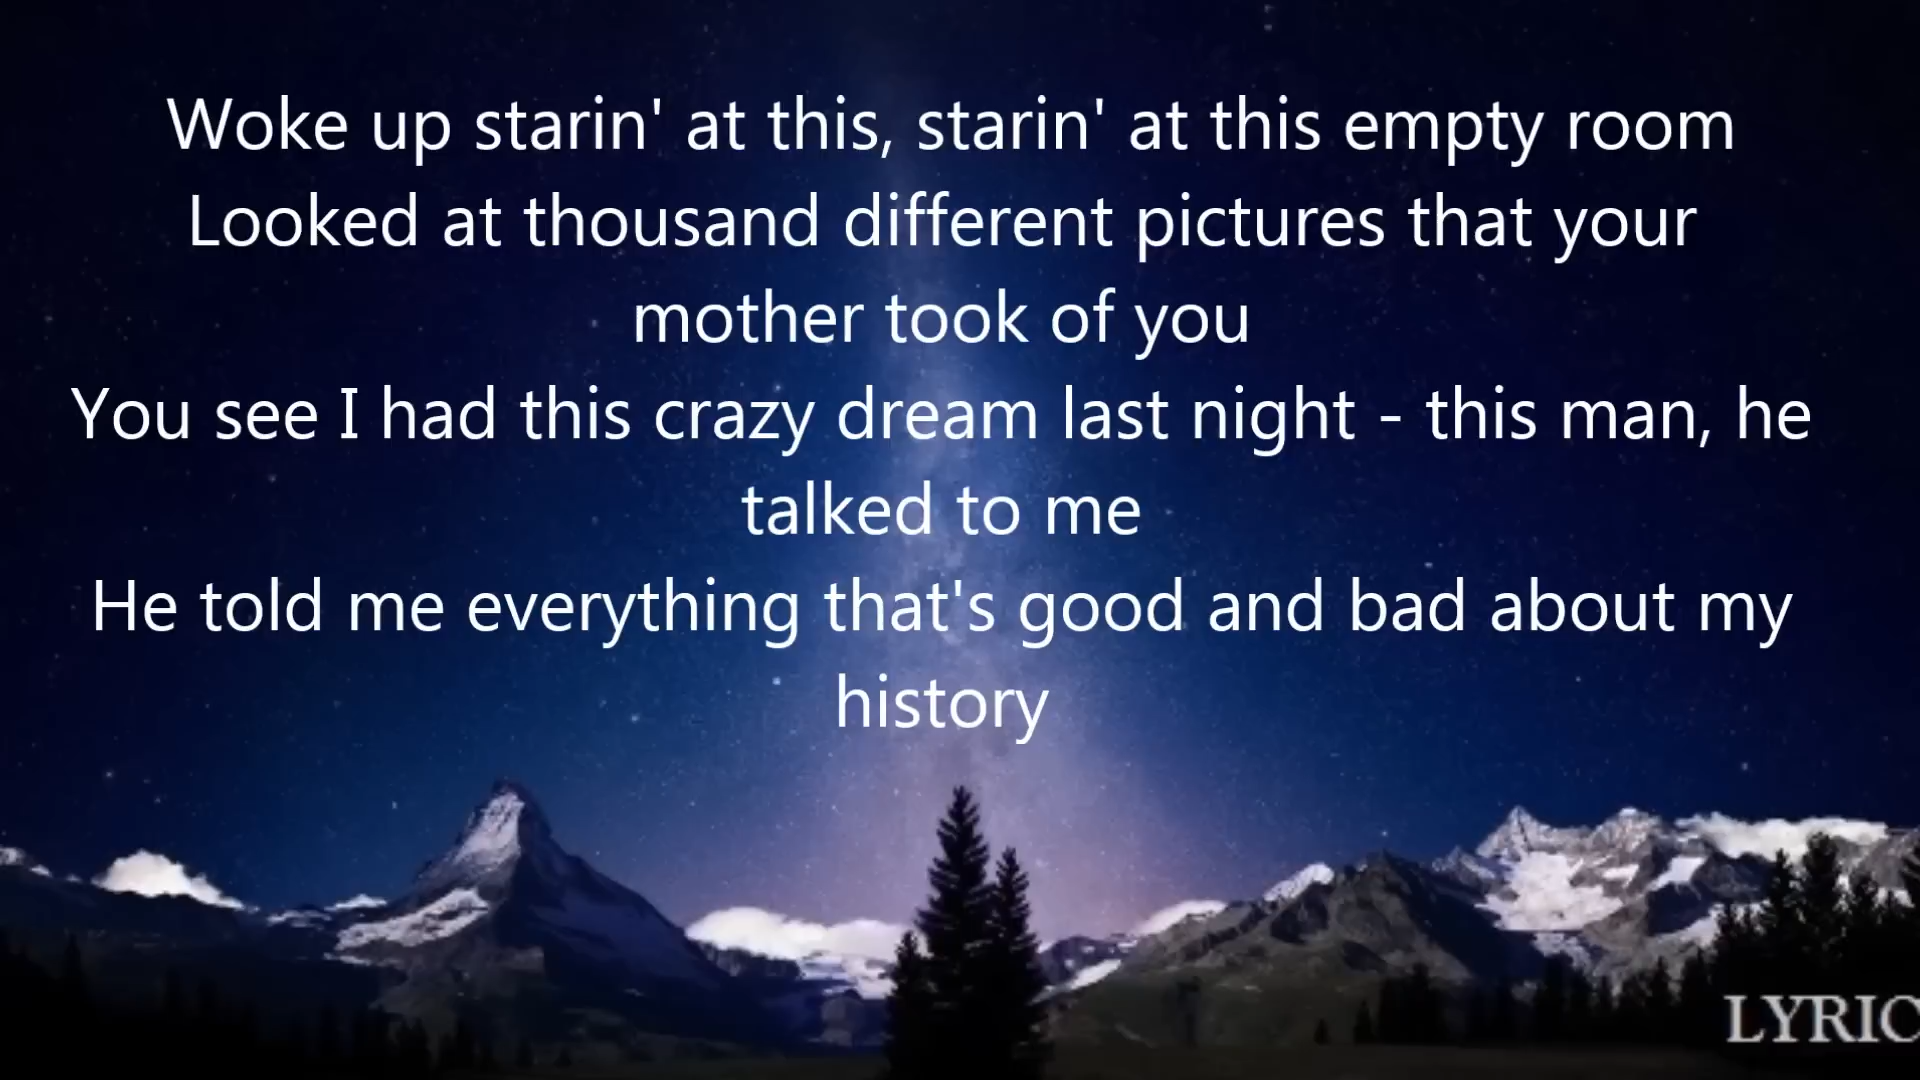 Woke up starin' at this, starin' at this empty room
Looked at thousand different pictures that your
mother took of you
You see I had this crazy dream last night - this man, he
talked to me
He told me everything that's good and bad about my
history
LYRIC